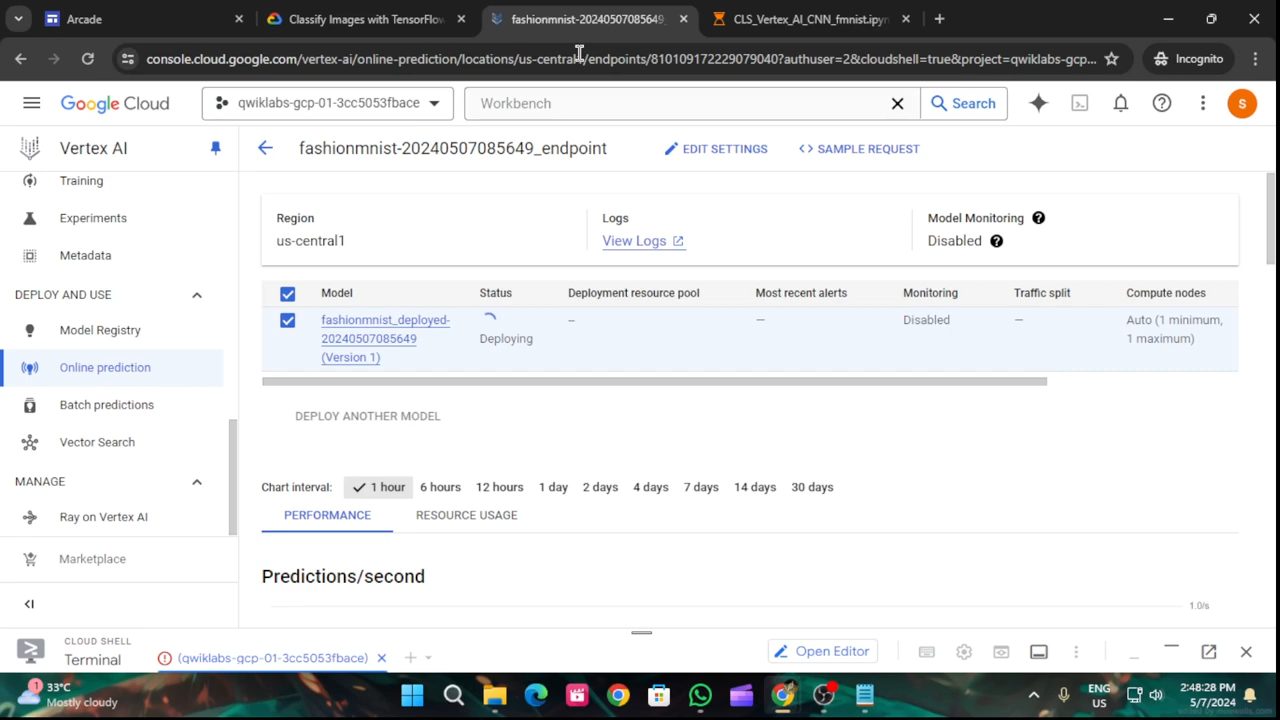 Arcade
Classify Images with TensorFlow
fashionmnist-20240507085649_
CLS_Vertex_AI_CNN_fmnist.ipyn
console.cloud.google.com/vertex-ai/online-prediction/locations/us-central /endpoints/810109172229079040?authuser=2&cloudshell=true&project=qwiklabs-gcp...
Incognito
Google Cloud
qwiklabs-gcp-01-3cc5053fbace
Workbench
Search
S
Vertex AI
fashionmnist-20240507085649_endpoint
EDIT SETTINGS
SAMPLE REQUEST
Training
Experiments
Metadata
DEPLOY AND USE
Model Registry
Online prediction
Batch predictions
Vector Search
MANAGE
Ray on Vertex AI
Marketplace
Region
us-central1
Logs
View Logs
Model Monitoring
Disabled
Model Status Deployment resource pool Most recent alerts Monitoring Traffic split Compute nodes
fashionmnist_deployed- – — Disabled — Auto (1 minimum,
20240507085649 Deploying 1 maximum)
(Version 1)
DEPLOY ANOTHER MODEL
Chart interval: 1 hour 6 hours 12 hours 1 day 2 days 4 days 7 days 14 days 30 days
PERFORMANCE RESOURCE USAGE
Predictions/second
1.0/s
CLOUD SHELL
Terminal
(qwiklabs-gcp-01-3cc5053fbace)
Open Editor
1
33°C
Mostly cloudy
ENG
US
2:48:28 PM
5/7/2024